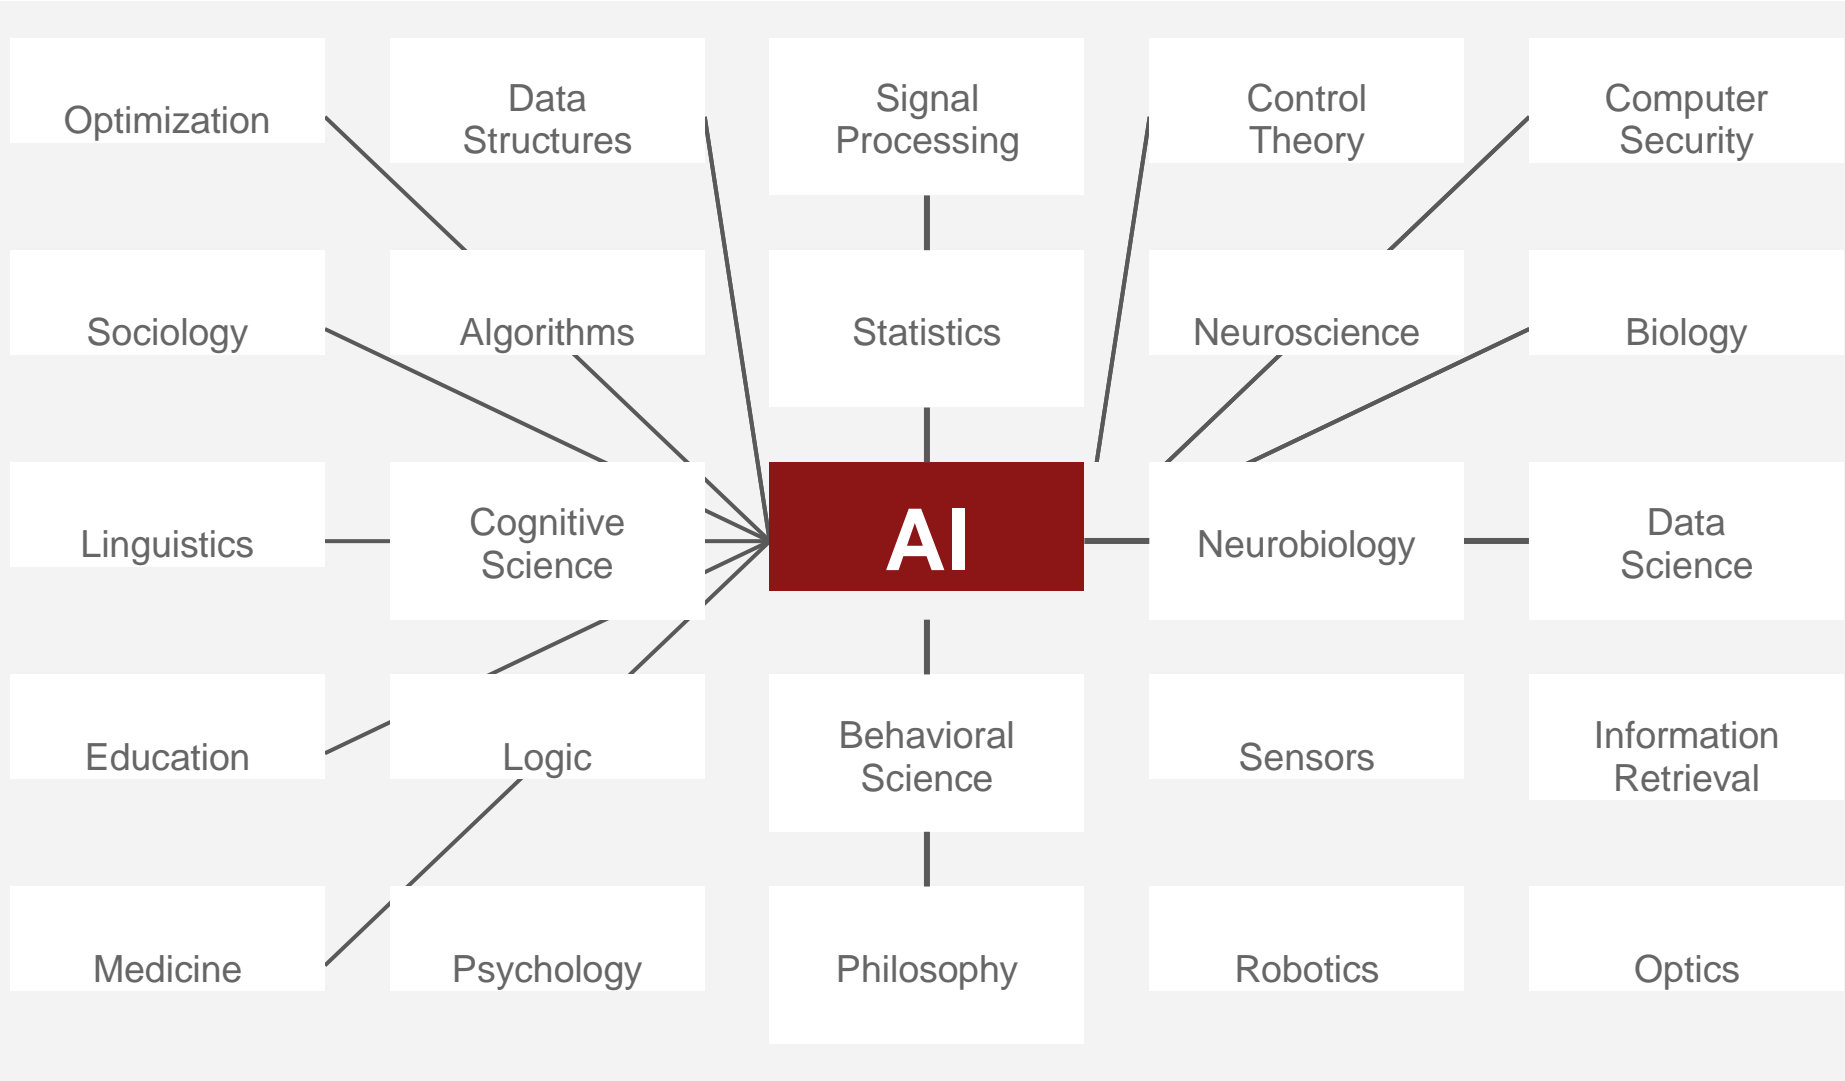 Optimization
Data
Structures
Signal
Processing
Control
Theory
Computer
Security
Sociology
Algorithms
Statistics
Neuroscience
Biology
Linguistics
Cognitive
Science
AI
Neurobiology
Data
Science
Education
Logic
Behavioral
Science
Sensors
Information
Retrieval
Medicine
Psychology
Philosophy
Robotics
Optics